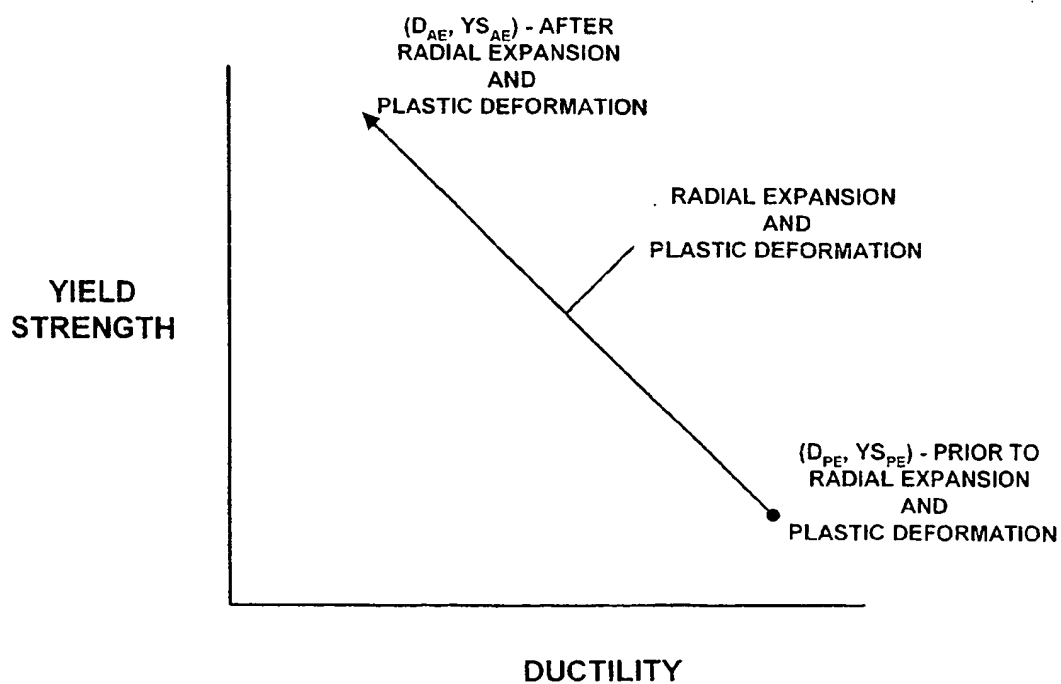 (D_AE, YS_AE) - AFTER
RADIAL EXPANSION
AND
PLASTIC DEFORMATION
RADIAL EXPANSION
AND
PLASTIC DEFORMATION
YIELD
STRENGTH
(D_PE, YS_PE) - PRIOR TO
RADIAL EXPANSION
AND
PLASTIC DEFORMATION
DUCTILITY